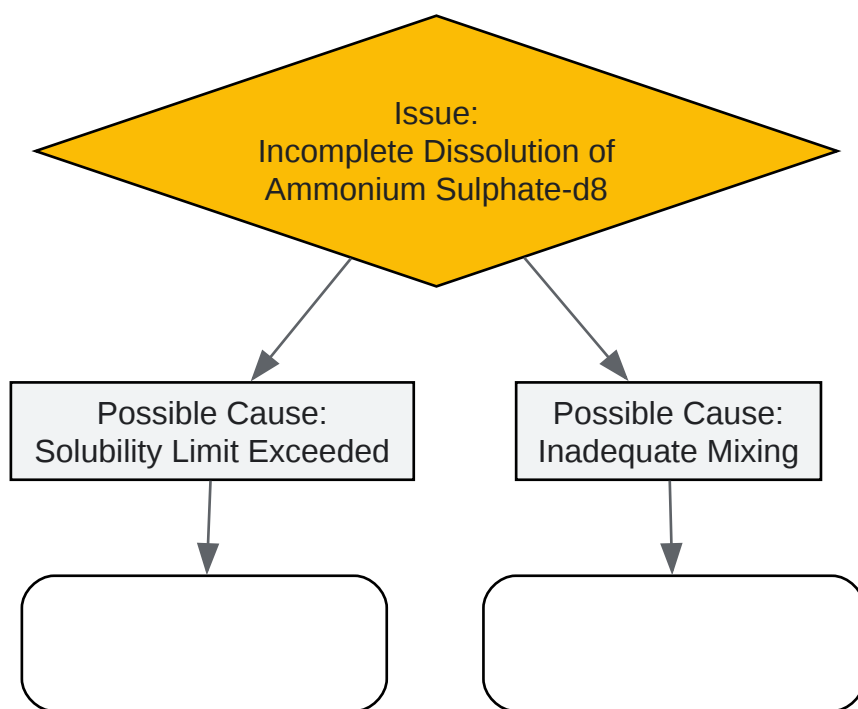 Issue:
Incomplete Dissolution of
Ammonium Sulphate-d8
Possible Cause:
Solubility Limit Exceeded
Possible Cause:
Inadequate Mixing